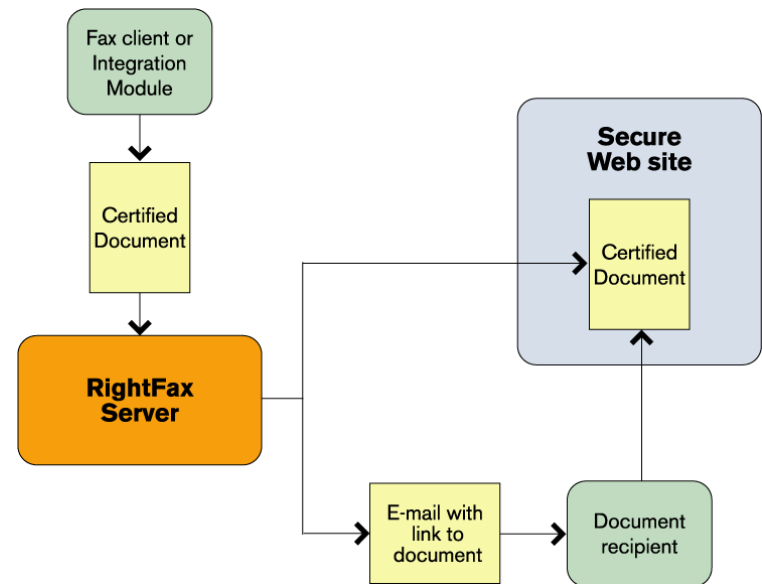 Fax client or
Integration
Module
Certified
Document
RightFax
Server
Secure
Web site
Certified
Document
E-mail with
link to
document
Document
recipient